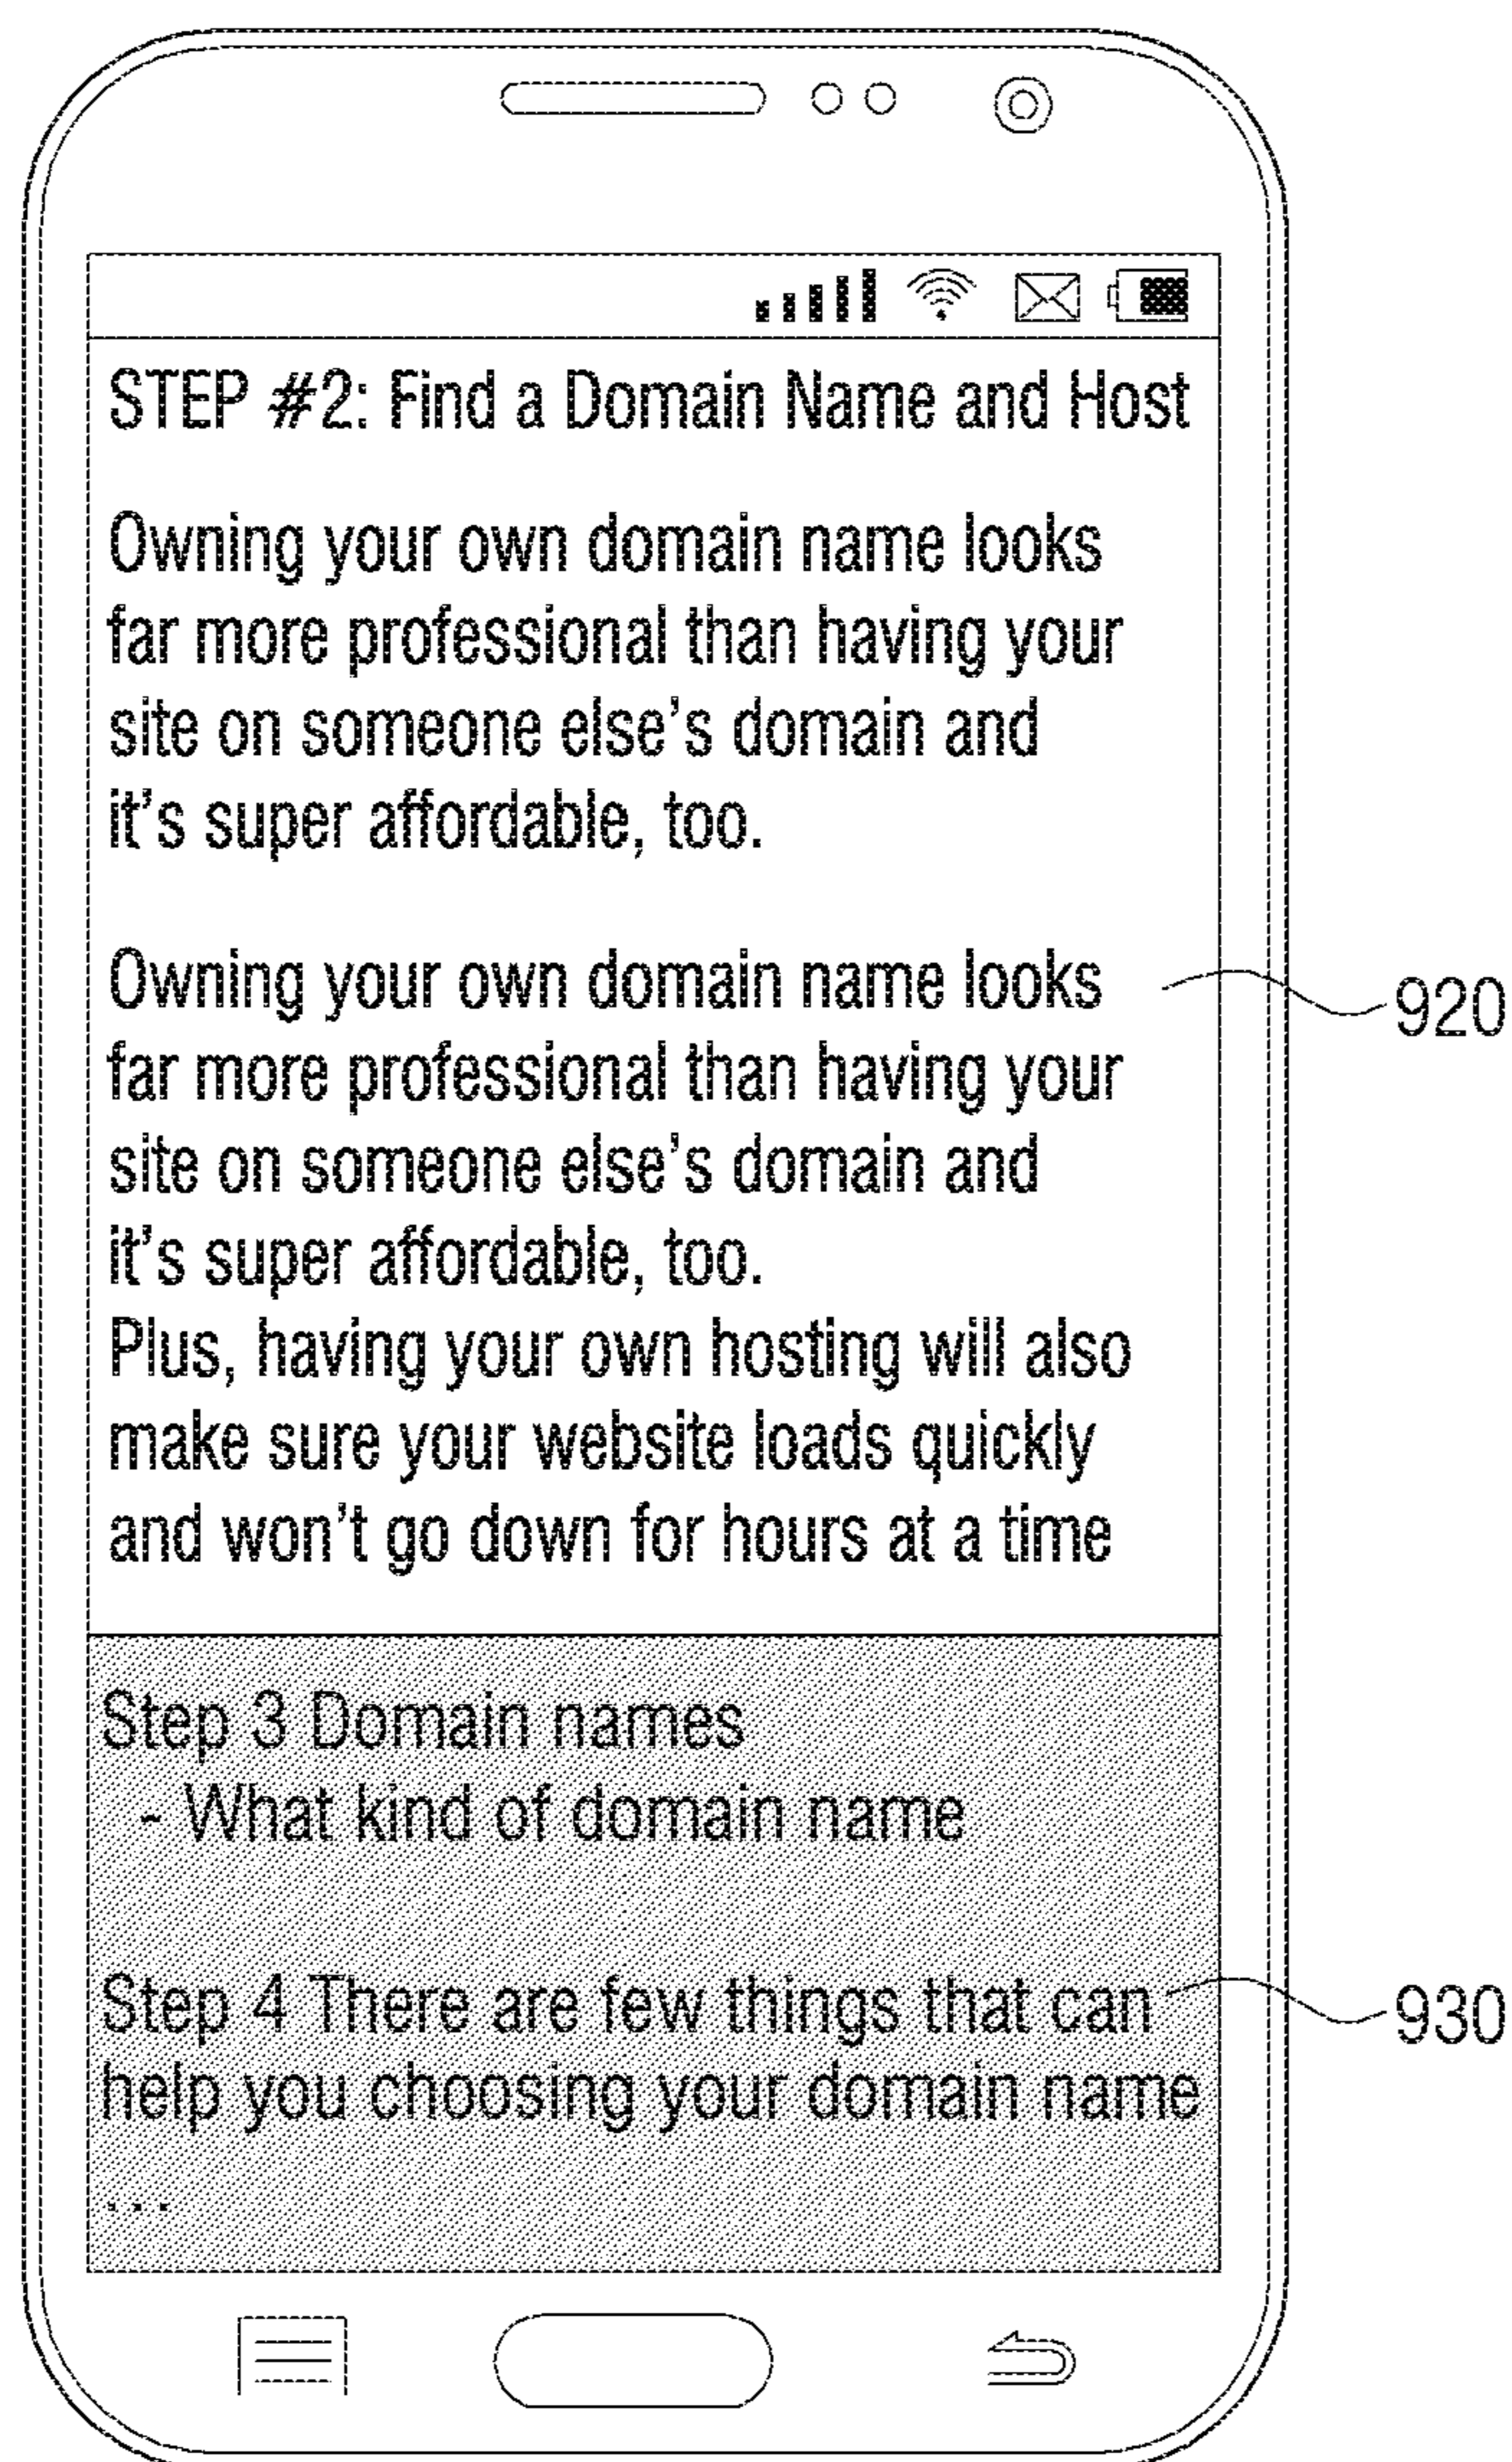 STEP #2: Find a Domain Name and Host
Owning your own domain name looks
far more professional than having your
site on someone else's domain and
it's super affordable, too.
Owning your own domain name looks
far more professional than having your
site on someone else's domain and
it's super affordable, too.
Plus, having your own hosting will also
make sure your website loads quickly
and won't go down for hours at a time
920
Step 3 Domain names
- What kind of domain name
Step 4 There are few things that can
help you choosing your domain name
...
930